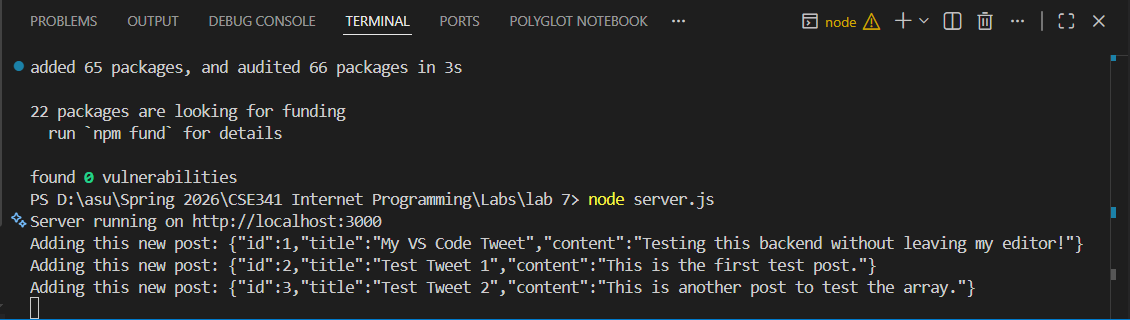 PROBLEMS OUTPUT DEBUG CONSOLE TERMINAL PORTS POLYGLOT NOTEBOOK ··· node ···
added 65 packages, and audited 66 packages in 3s
22 packages are looking for funding
  run `npm fund` for details
found 0 vulnerabilities
PS D:\asu\Spring 2026\CSE341 Internet Programming\Labs\lab 7> node server.js
Server running on http://localhost:3000
Adding this new post: {"id":1,"title":"My VS Code Tweet","content":"Testing this backend without leaving my editor!"}
Adding this new post: {"id":2,"title":"Test Tweet 1","content":"This is the first test post."}
Adding this new post: {"id":3,"title":"Test Tweet 2","content":"This is another post to test the array."}